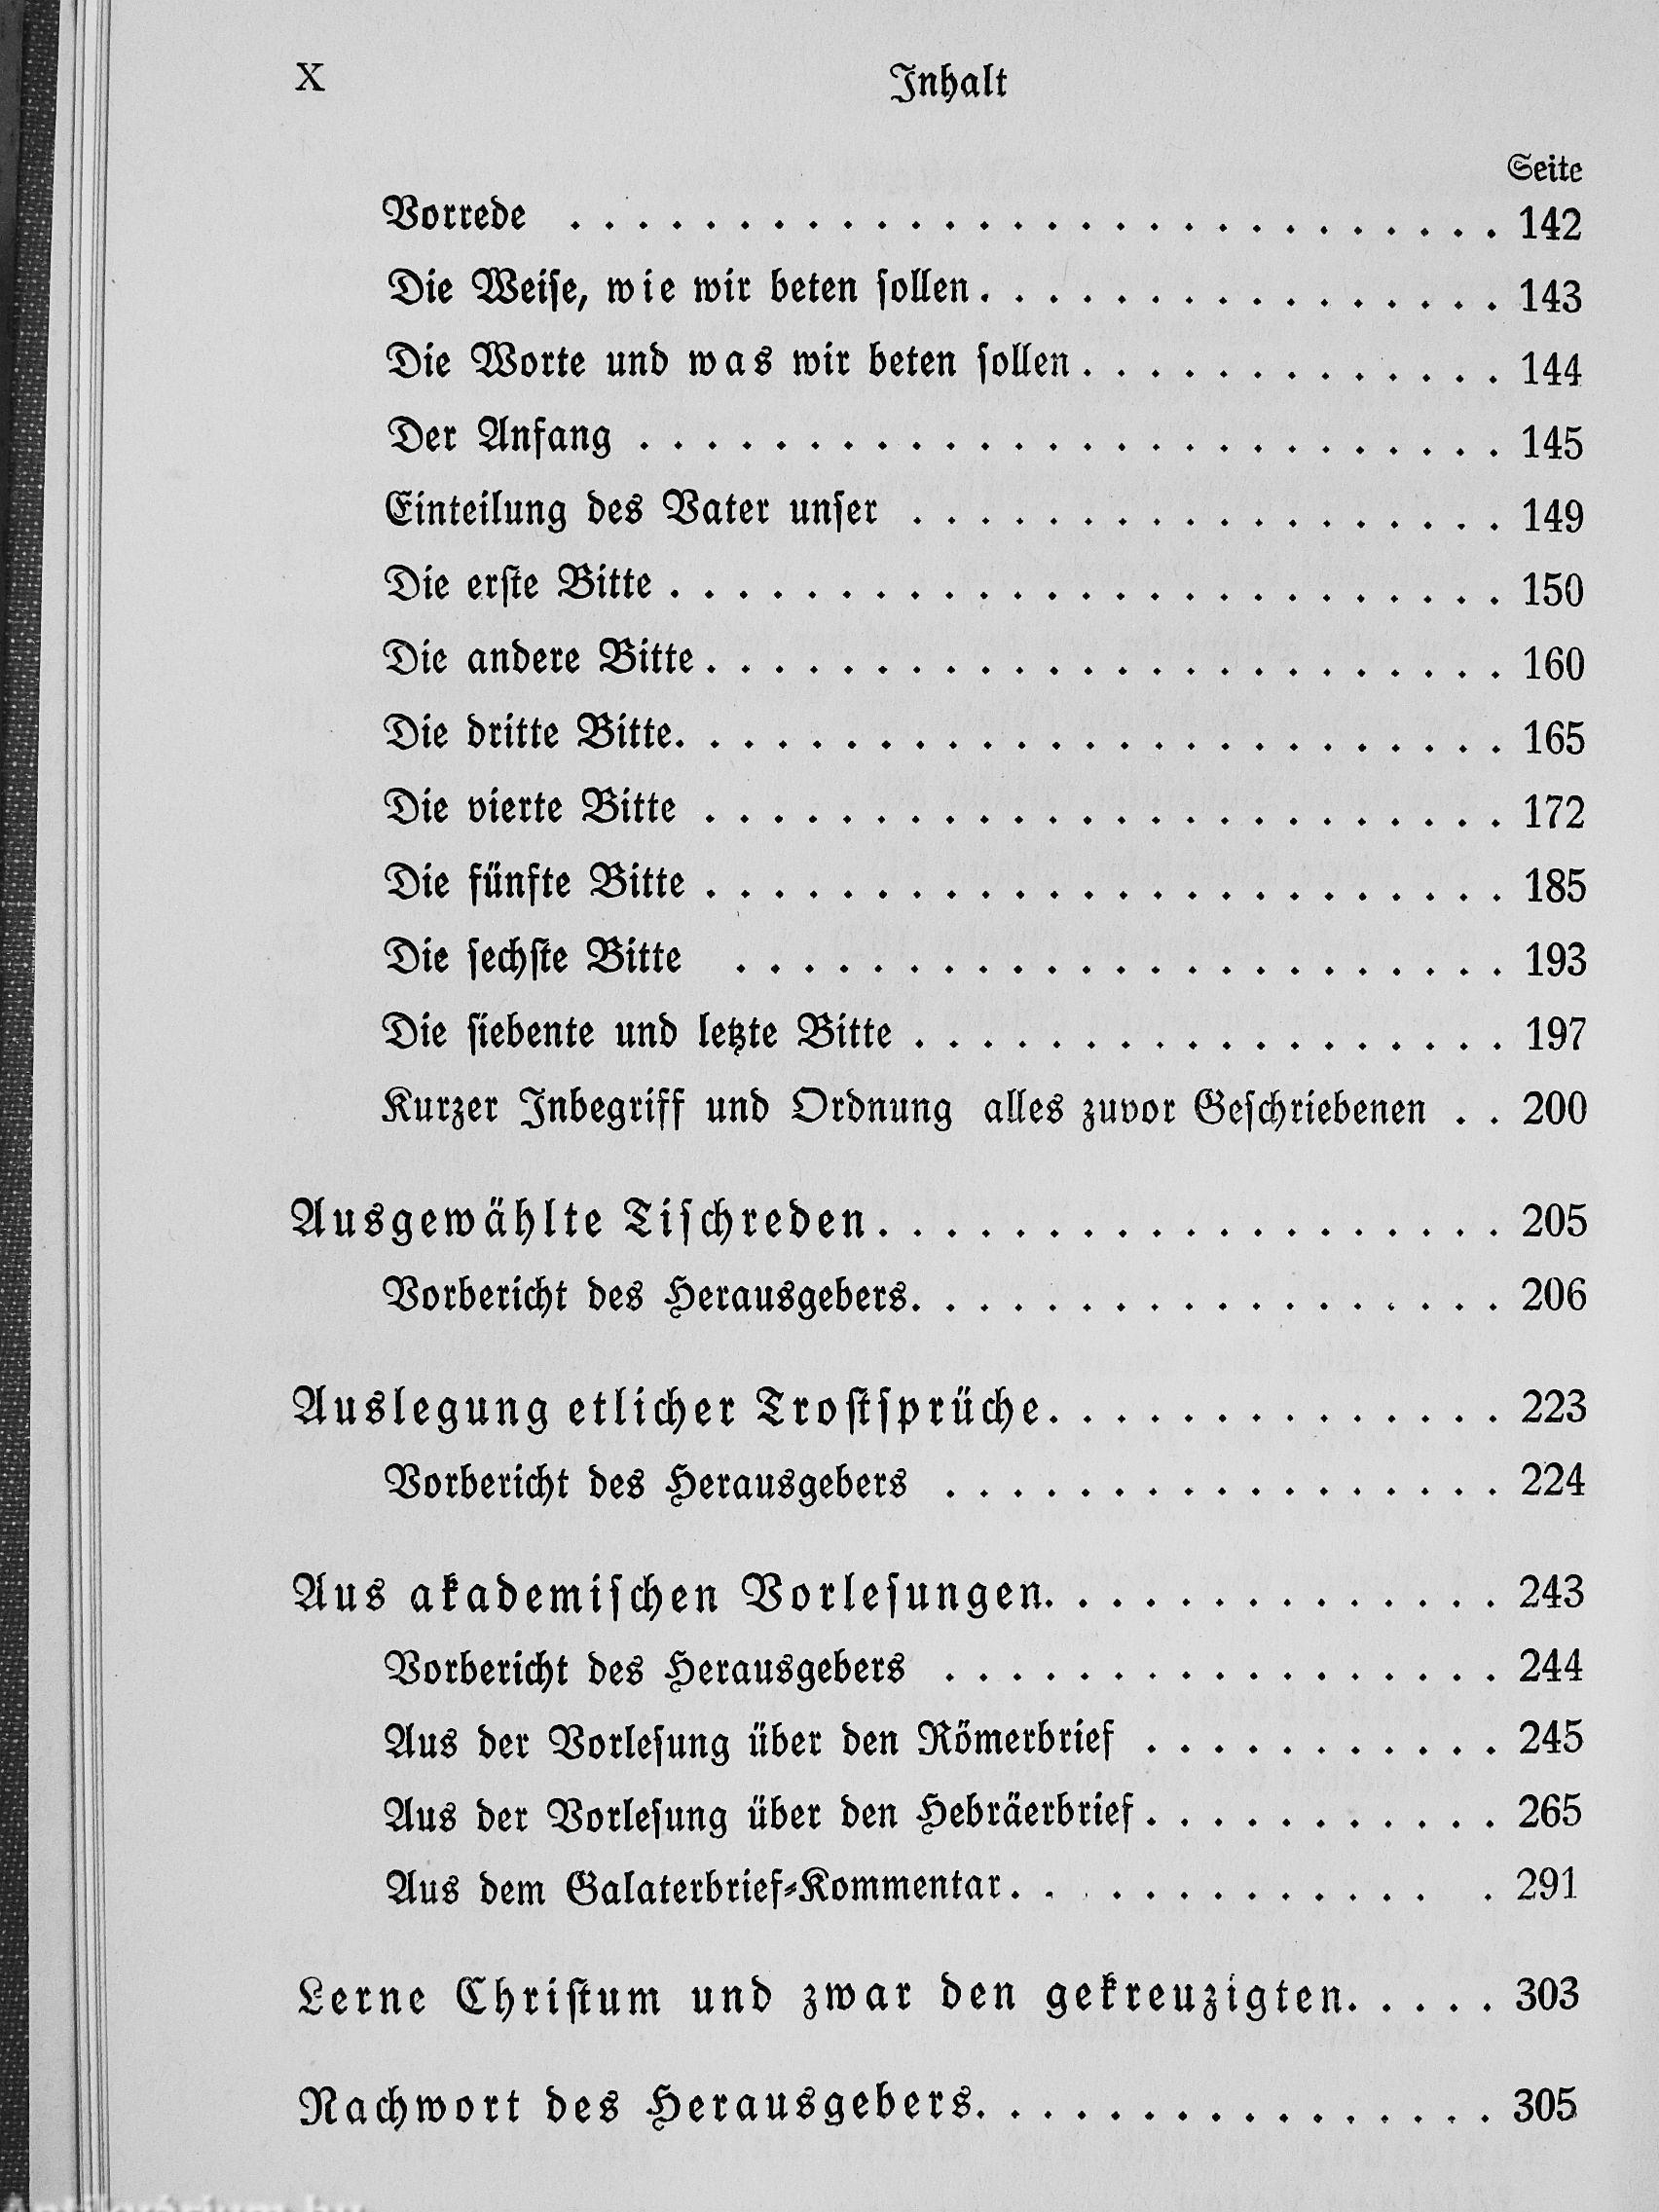 X Inhalt
Seite
Vorrede . . . . . . . . . . . . . . . . . . . . . . . . . . . . 142
Die Weise, wie wir beten sollen . . . . . . . . . . . . . . . . 143
Die Worte und was wir beten sollen . . . . . . . . . . . . . 144
Der Anfang . . . . . . . . . . . . . . . . . . . . . . . . . . 145
Einteilung des Vater unser . . . . . . . . . . . . . . . . . . 149
Die erste Bitte . . . . . . . . . . . . . . . . . . . . . . . . . 150
Die andere Bitte . . . . . . . . . . . . . . . . . . . . . . . . 160
Die dritte Bitte . . . . . . . . . . . . . . . . . . . . . . . . . 165
Die vierte Bitte . . . . . . . . . . . . . . . . . . . . . . . . 172
Die fünfte Bitte . . . . . . . . . . . . . . . . . . . . . . . . 185
Die sechste Bitte . . . . . . . . . . . . . . . . . . . . . . . 193
Die siebente und letzte Bitte . . . . . . . . . . . . . . . . . . 197
Kurzer Inbegriff und Ordnung alles zuvor Geschriebenen . . 200
Ausgewählte Tischreden . . . . . . . . . . . . . . . . . . . 205
Vorbericht des Herausgebers . . . . . . . . . . . . . . . . . . 206
Auslegung etlicher Trostsprüche . . . . . . . . . . . . . . 223
Vorbericht des Herausgebers . . . . . . . . . . . . . . . . . 224
Aus akademischen Vorlesungen . . . . . . . . . . . . . . 243
Vorbericht des Herausgebers . . . . . . . . . . . . . . . . . 244
Aus der Vorlesung über den Römerbrief . . . . . . . . . . . 245
Aus der Vorlesung über den Hebräerbrief . . . . . . . . . . . 265
Aus dem Galaterbrief-Kommentar . . . . . . . . . . . . . . 291
Lerne Christum und zwar den gekreuzigten . . . . . 303
Nachwort des Herausgebers . . . . . . . . . . . . . . . . 305